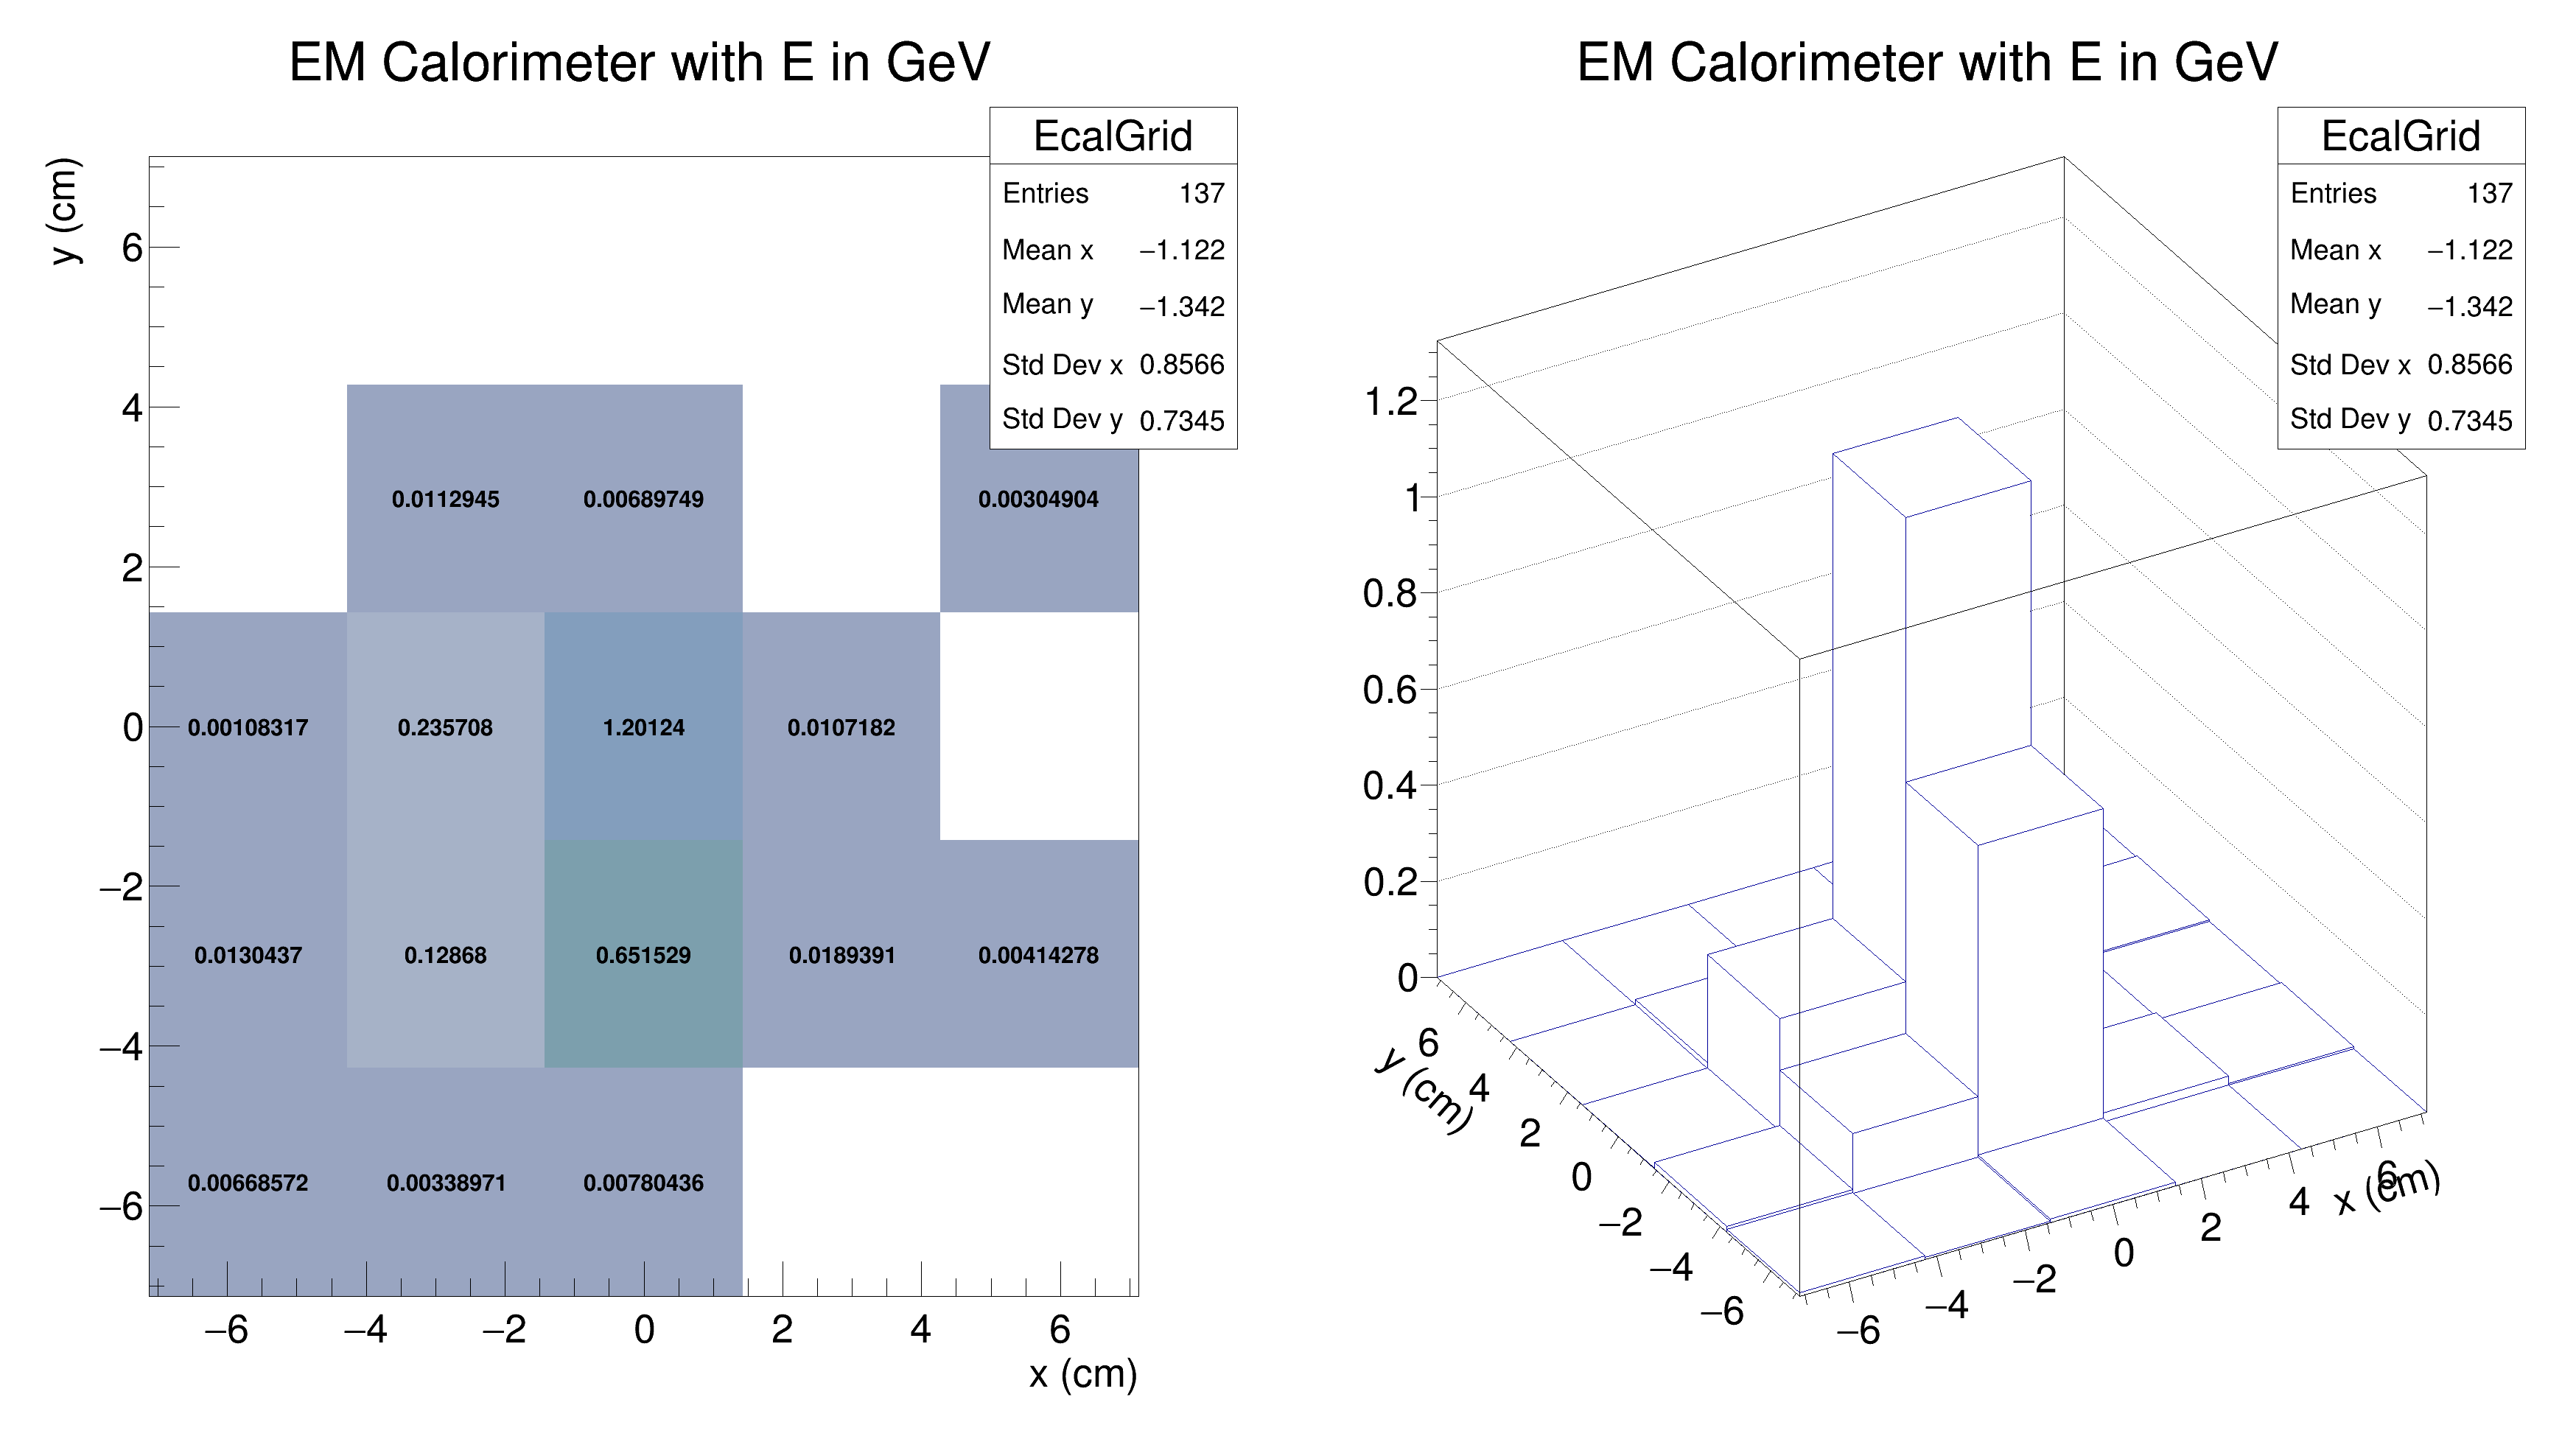 EM Calorimeter with E in GeV
EcalGrid
Entries 137
Mean x −1.122
Mean y −1.342
Std Dev x 0.8566
Std Dev y 0.7345
y (cm)
6
4
2
0
−2
−4
−6
0.0112945 0.00689749 0.00304904
0.00108317 0.235708 1.20124 0.0107182
0.0130437 0.12868 0.651529 0.0189391 0.00414278
0.00668572 0.00338971 0.00780436
−6 −4 −2 0 2 4 6
x (cm)
EM Calorimeter with E in GeV
EcalGrid
Entries 137
Mean x −1.122
Mean y −1.342
Std Dev x 0.8566
Std Dev y 0.7345
1.2
1
0.8
0.6
0.4
0.2
0
y (cm)
6
4
2
0
−2
−4
−6
−6 −4 −2 0 2 4 6
x (cm)